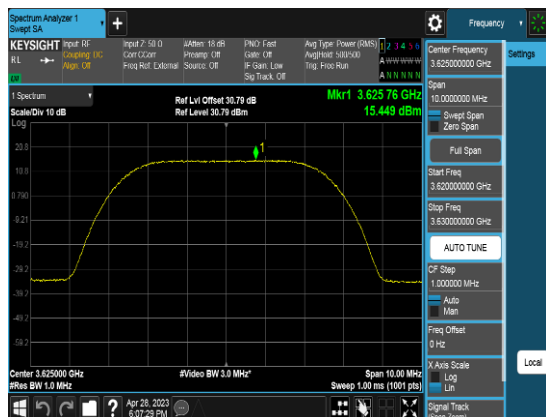 Spectrum Analyzer 1
Swept SA
+
Frequency
KEYSIGHT
RL
Input: RF
Coupling: DC
Align: Off
Input Z: 50 Ω
Corr CCorr
Freq Ref: External
#Atten: 18 dB
Preamp: Off
Source: Off
PNO: Fast
Gate: Off
IF Gain: Low
Sig Track: Off
Avg Type: Power (RMS)
Avg|Hold: 500/500
Trig: Free Run
1 2 3 4 5 6
A W W W W W
A N N N N N
1 Spectrum
Scale/Div 10 dB
Ref Lvl Offset 30.79 dB
Ref Level 30.79 dBm
Mkr1 3.625 76 GHz
15.449 dBm
Log
20.8
10.8
0.790
-9.21
-19.2
-29.2
-39.2
-49.2
-59.2
1
Center 3.625000 GHz
#Res BW 1.0 MHz
#Video BW 3.0 MHz*
Span 10.00 MHz
Sweep 1.00 ms (1001 pts)
Apr 28, 2023
6:07:29 PM
Center Frequency
3.625000000 GHz
Span
10.0000000 MHz
Swept Span
Zero Span
Full Span
Start Freq
3.620000000 GHz
Stop Freq
3.630000000 GHz
AUTO TUNE
CF Step
1.000000 MHz
Auto
Man
Freq Offset
0 Hz
X Axis Scale
Log
Lin
Signal Track
Settings
Local